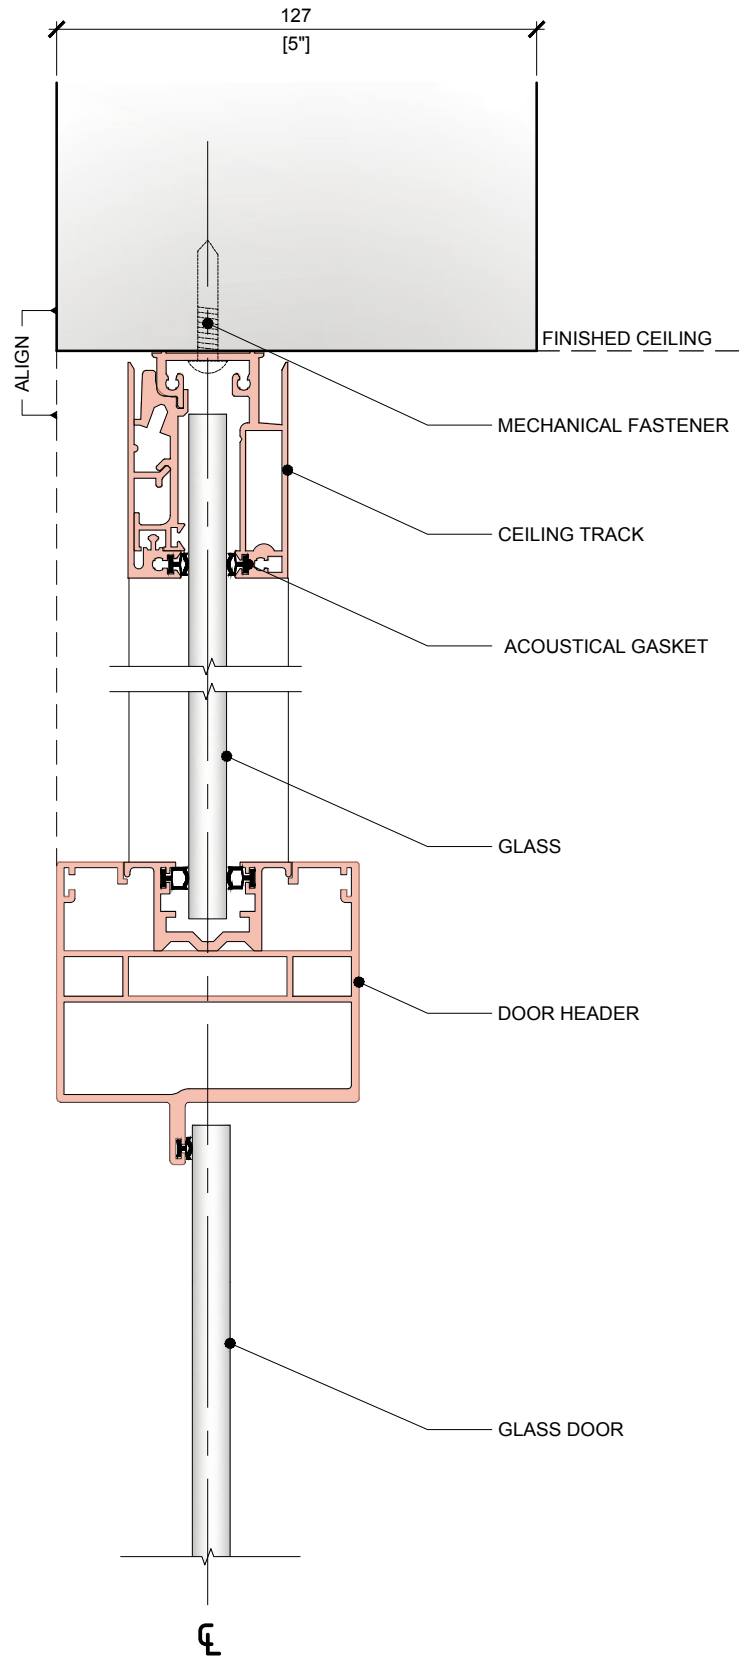 127
[5"]
FINISHED CEILING
ALIGN
MECHANICAL FASTENER
CEILING TRACK
ACOUSTICAL GASKET
GLASS
DOOR HEADER
GLASS DOOR
℄